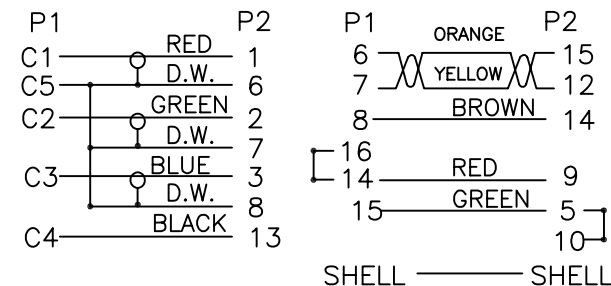 P1 P2
C1 RED 1
C5 D.W. 6
C2 GREEN 2
D.W. 7
C3 BLUE 3
D.W. 8
C4 BLACK 13
P1 P2
6 ORANGE 15
7 YELLOW 12
8 BROWN 14
16
14 RED 9
15 GREEN 5
10
SHELL SHELL